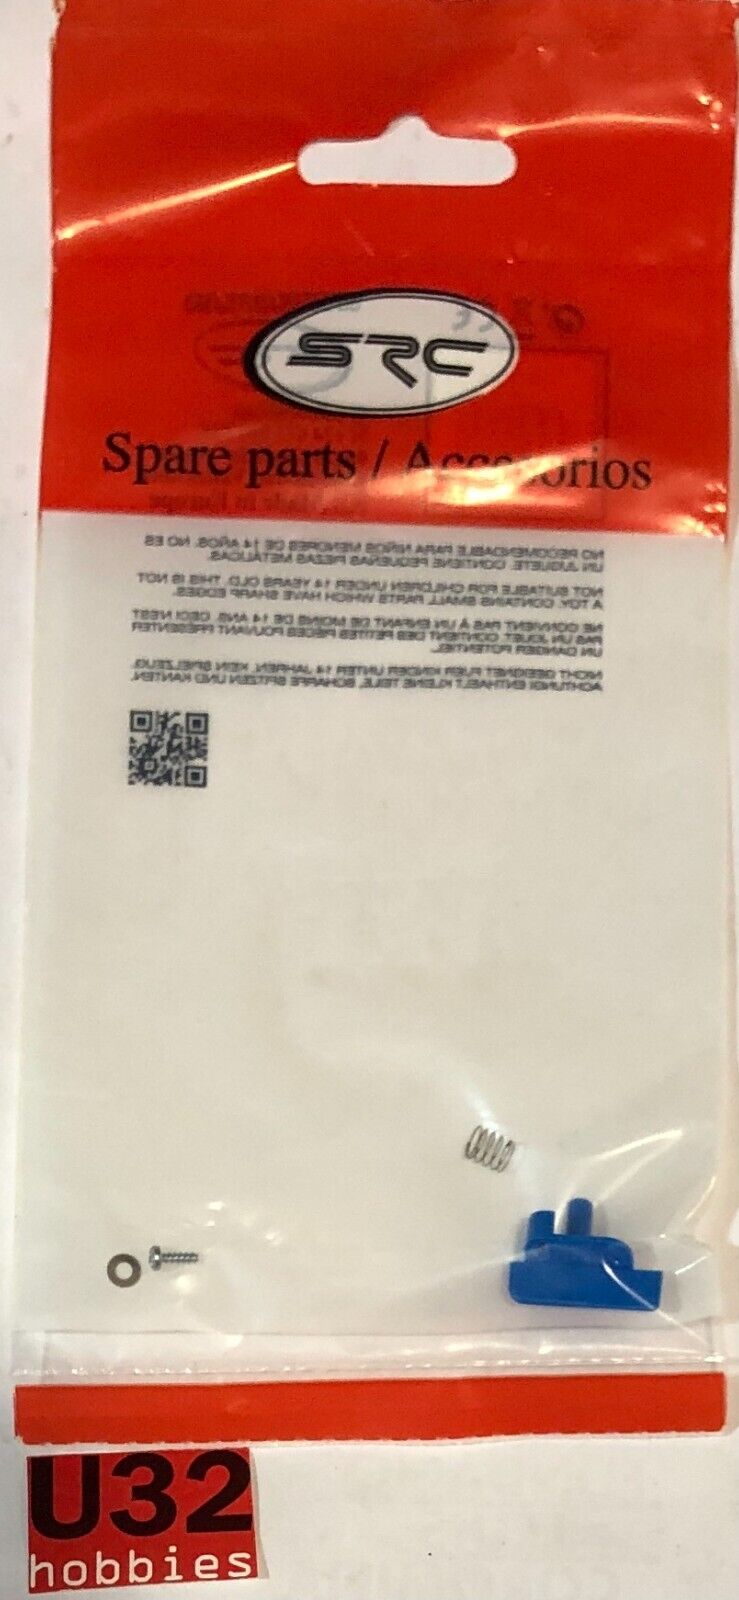 SRC
Spare parts / Accesorios
NO RECOMENDABLE PARA NIÑOS MENORES DE 14 AÑOS. NO ES
UN JUGUETE. CONTIENE PEQUEÑAS PIEZAS METÁLICAS.
NOT SUITABLE FOR CHILDREN UNDER 14 YEARS OLD. THIS IS NOT
A TOY. CONTAINS SMALL PARTS WHICH HAVE SHARP EDGES.
NE CONVIENT PAS À UN ENFANT DE MOINS DE 14 ANS. CECI N'EST
PAS UN JOUET. CONTIENT DES PETITES PIÈCES POUVANT PRÉSENTER
UN DANGER POTENTIEL.
NICHT GEEIGNET FUER KINDER UNTER 14 JAHREN. KEIN SPIELZEUG.
ACHTUNG! ENTHAELT KLEINE TEILE, SCHARFE SPITZEN UND KANTEN.
U32
hobbies